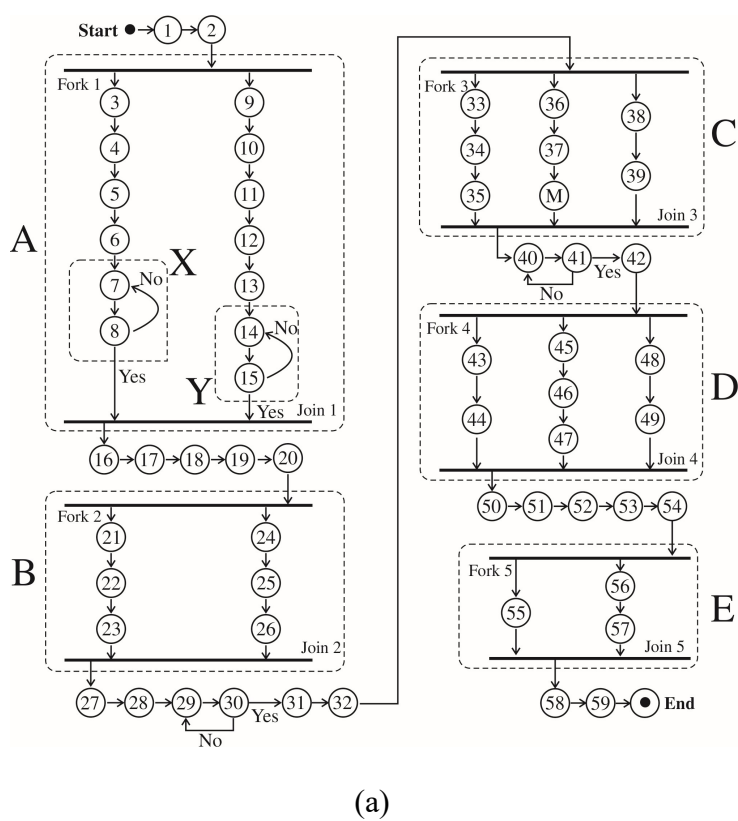 Start 1 2
A
Fork 1
3 9
4 10
5 11
6 12
X
No
7 13
8
14 No
Y 15
Yes
Yes Join 1
16 17 18 19 20
B
Fork 2
21 24
22 25
23 26
Join 2
27 28 29 30 Yes 31 32
No
C
Fork 3
33 36 38
34 37 39
35 M
Join 3
40 41 Yes 42
No
D
Fork 4
43 45 48
46
44 47 49
Join 4
50 51 52 53 54
E
Fork 5
55 56
57
Join 5
58 59 End
(a)